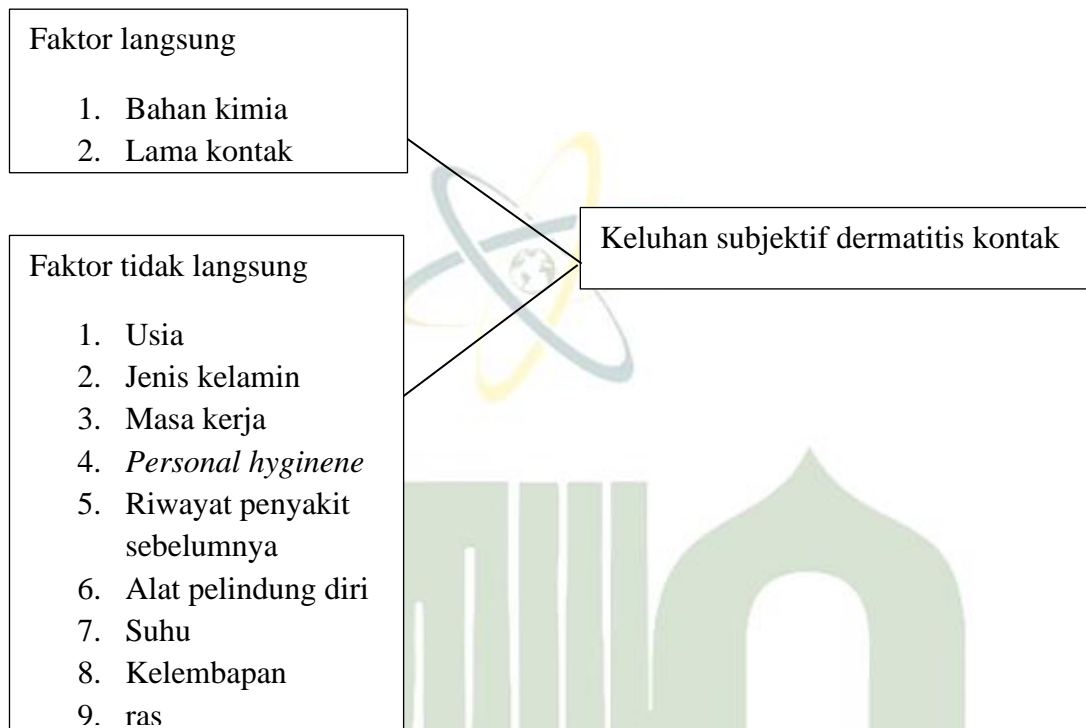 Faktor langsung
1. Bahan kimia
2. Lama kontak
Keluhan subjektif dermatitis kontak
Faktor tidak langsung
1. Usia
2. Jenis kelamin
3. Masa kerja
4. Personal hyginene
5. Riwayat penyakit
sebelumnya
6. Alat pelindung diri
7. Suhu
8. Kelembapan
9. ras